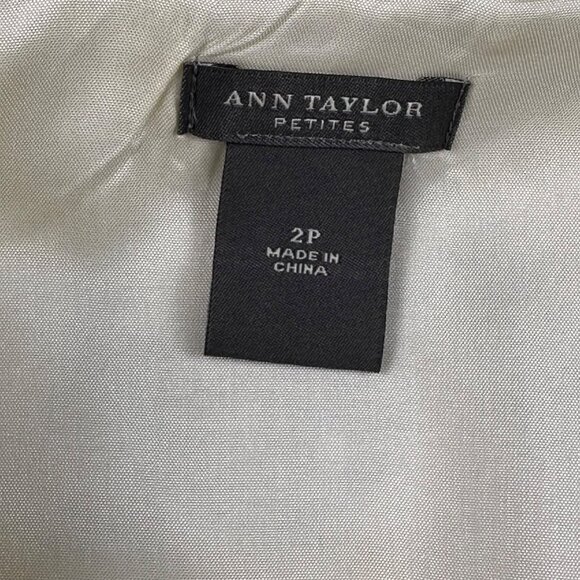 ANN TAYLOR
PETITES
2P
MADE IN
CHINA